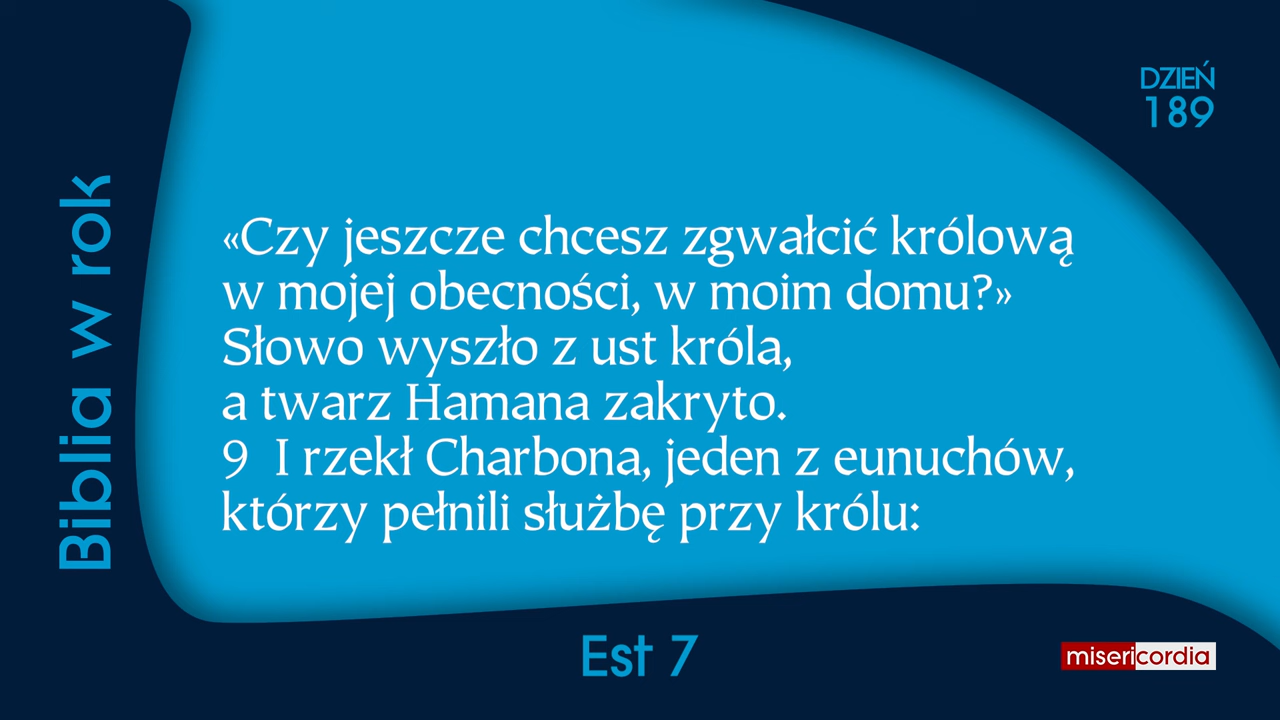 DZIEŃ
189
Biblia w rok
«Czy jeszcze chcesz zgwałcić królową
w mojej obecności, w moim domu?»
Słowo wyszło z ust króla,
a twarz Hamana zakryto.
9 I rzekł Charbona, jeden z eunuchów,
którzy pełnili służbę przy królu:
Est 7
misericordia